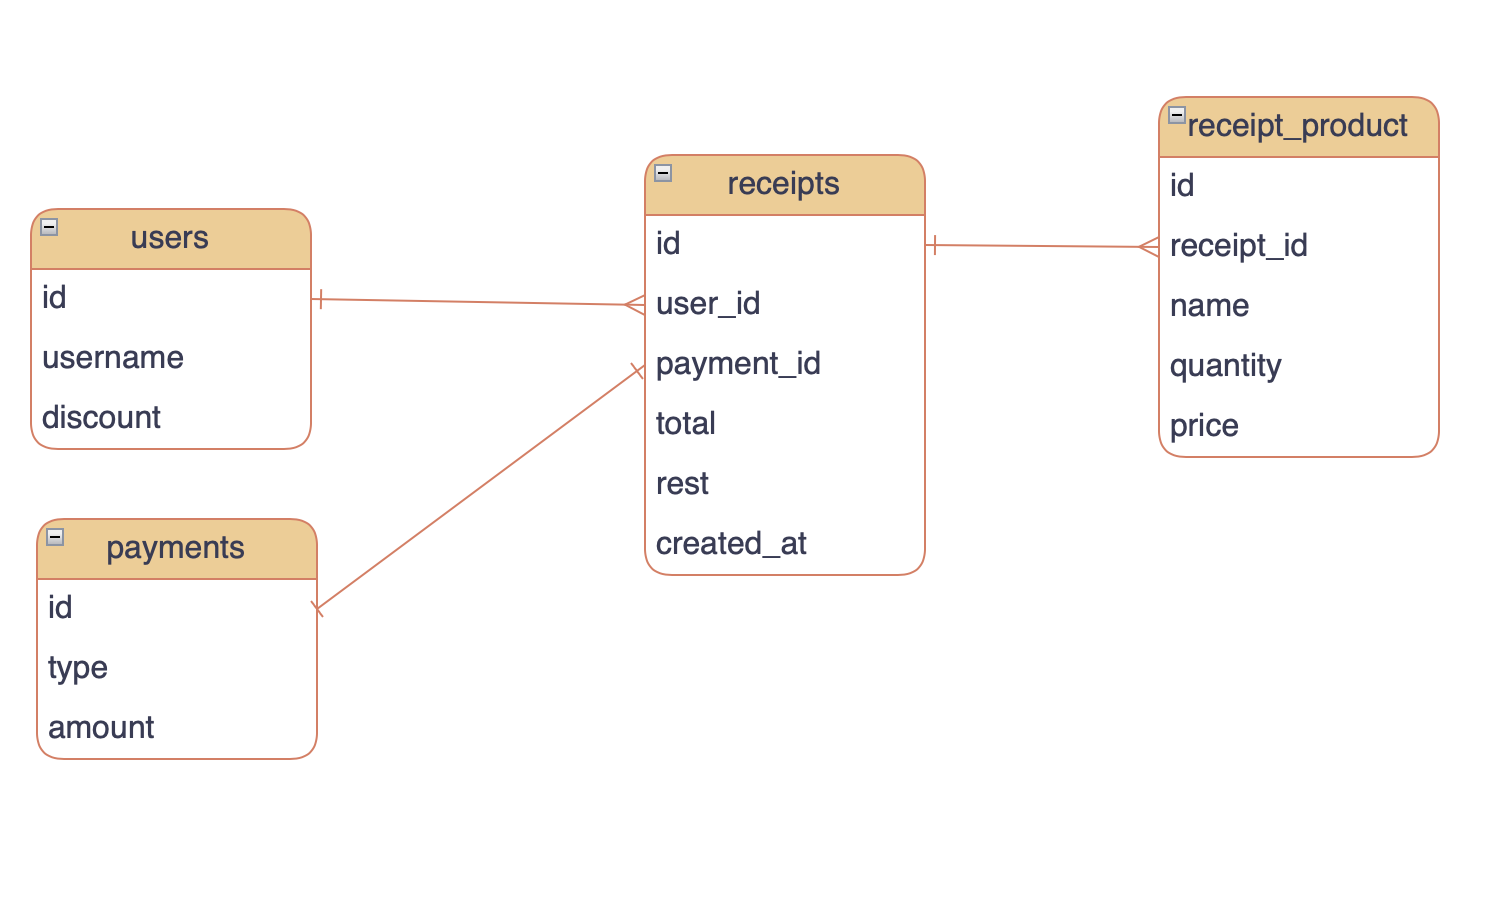 users
id
username
discount
payments
id
type
amount
receipts
id
user_id
payment_id
total
rest
created_at
receipt_product
id
receipt_id
name
quantity
price